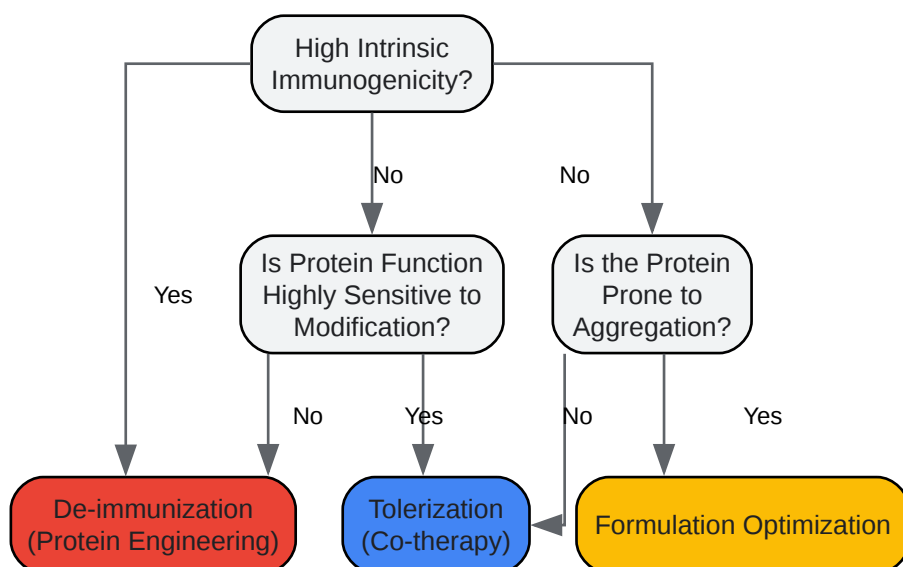 High Intrinsic
Immunogenicity?
No
No
Is Protein Function
Highly Sensitive to
Modification?
Is the Protein
Prone to
Aggregation?
Yes
No
Yes
No
Yes
De-immunization
(Protein Engineering)
Tolerization
(Co-therapy)
Formulation Optimization